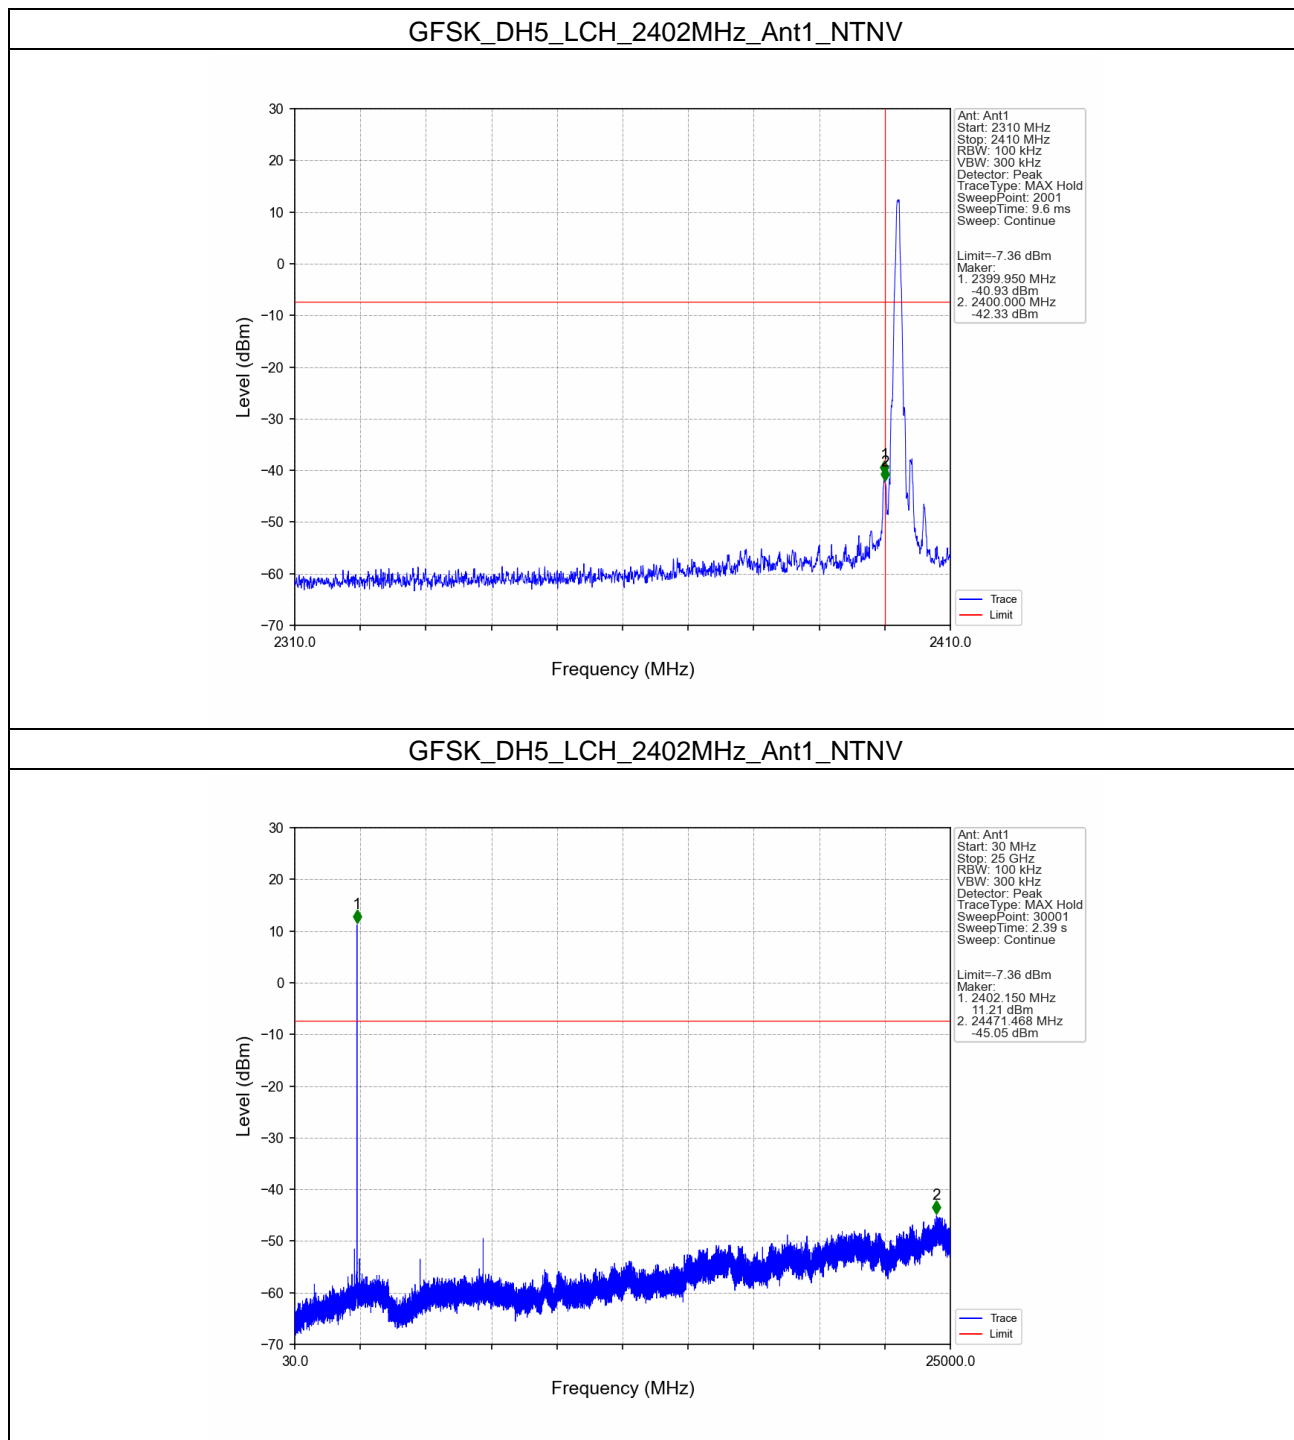 GFSK_DH5_LCH_2402MHz_Ant1_NTNV
30
20
10
0
−10
−20
−30
−40
−50
−60
−70
Level (dBm)
2310.0
2410.0
Frequency (MHz)
1
2
Ant: Ant1
Start: 2310 MHz
Stop: 2410 MHz
RBW: 100 kHz
VBW: 300 kHz
Detector: Peak
TraceType: MAX Hold
SweepPoint: 2001
SweepTime: 9.6 ms
Sweep: Continue
Limit=-7.36 dBm
Maker:
1. 2399.950 MHz
-40.93 dBm
2. 2400.000 MHz
-42.33 dBm
Trace
Limit
GFSK_DH5_LCH_2402MHz_Ant1_NTNV
30
20
10
0
−10
−20
−30
−40
−50
−60
−70
Level (dBm)
30.0
25000.0
Frequency (MHz)
1
2
Ant: Ant1
Start: 30 MHz
Stop: 25 GHz
RBW: 100 kHz
VBW: 300 kHz
Detector: Peak
TraceType: MAX Hold
SweepPoint: 30001
SweepTime: 2.39 s
Sweep: Continue
Limit=-7.36 dBm
Maker:
1. 2402.150 MHz
11.21 dBm
2. 24471.468 MHz
-45.05 dBm
Trace
Limit